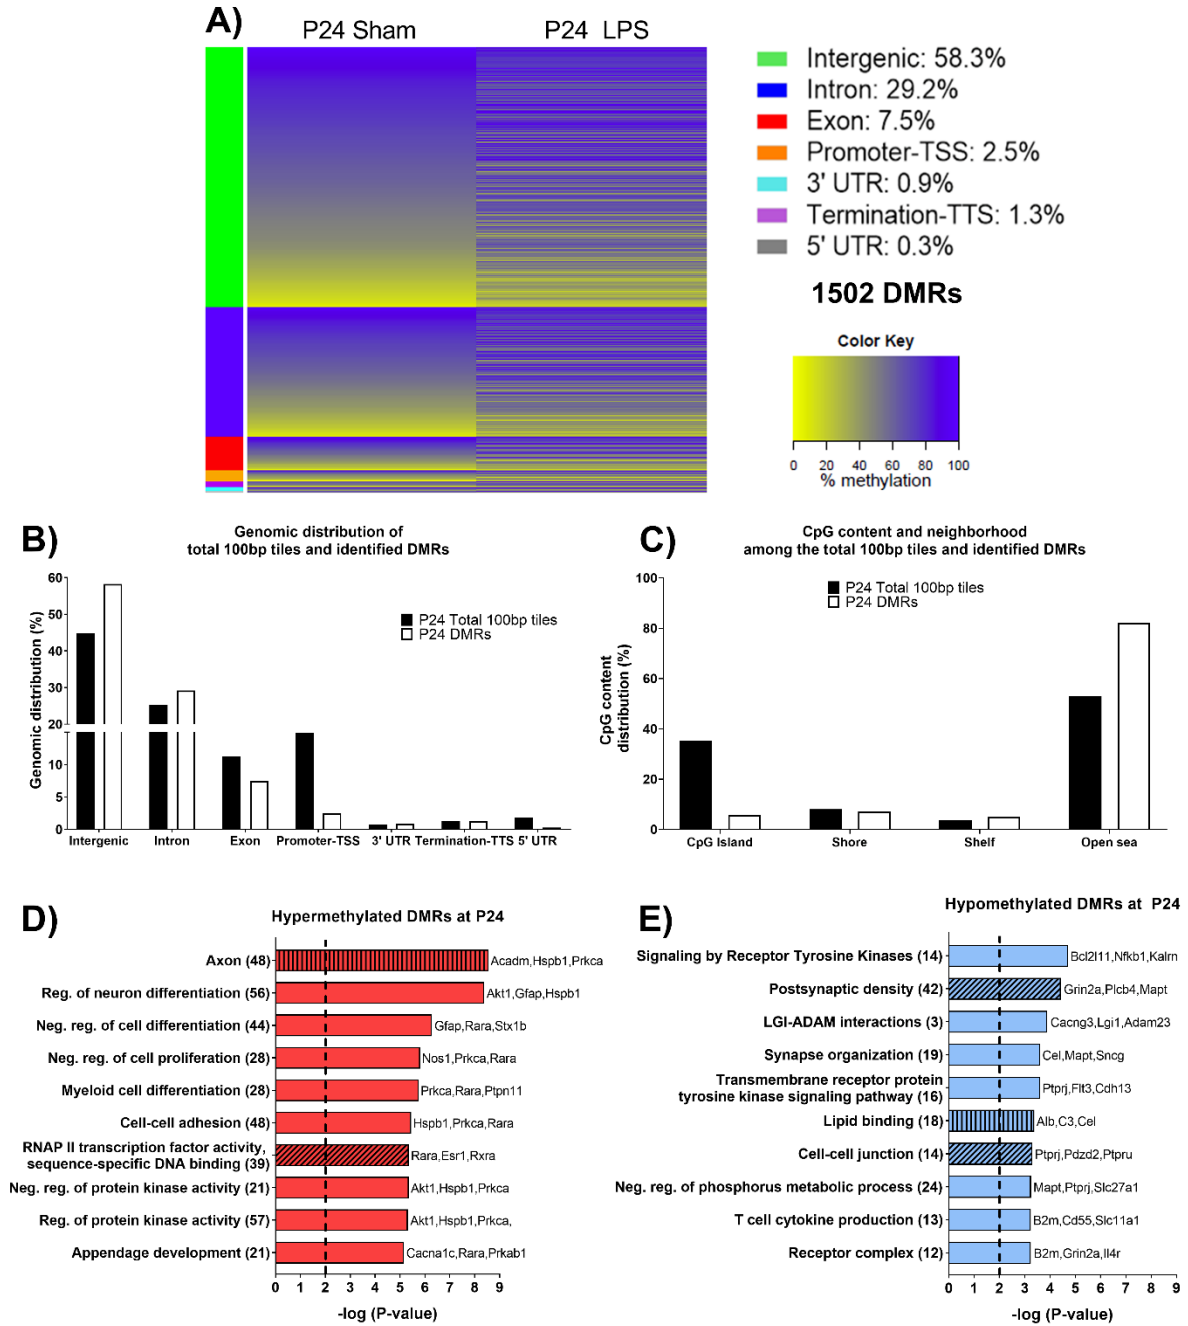 A)
P24 Sham
P24 LPS
Intergenic: 58.3%
Intron: 29.2%
Exon: 7.5%
Promoter-TSS: 2.5%
3' UTR: 0.9%
Termination-TTS: 1.3%
5' UTR: 0.3%
1502 DMRs
Color Key
0 20 40 60 80 100
% methylation
B)
Genomic distribution of
total 100bp tiles and identified DMRs
Genomic distribution (%)
60
50
40
30
20
10
5
0
P24 Total 100bp tiles
P24 DMRs
Intergenic Intron Exon Promoter-TSS 3' UTR Termination-TTS 5' UTR
C)
CpG content and neighborhood
among the total 100bp tiles and identified DMRs
CpG content
distribution (%)
100
80
60
40
20
0
P24 Total 100bp tiles
P24 DMRs
CpG Island Shore Shelf Open sea
D)
Hypermethylated DMRs at P24
Axon (48) Acadm,Hspb1,Prkca
Reg. of neuron differentiation (56) Akt1,Gfap,Hspb1
Neg. reg. of cell differentiation (44) Gfap,Rara,Stx1b
Neg. reg. of cell proliferation (28) Nos1,Prkca,Rara
Myeloid cell differentiation (28) Prkca,Rara,Ptpn11
Cell-cell adhesion (48) Hspb1,Prkca,Rara
RNAP II transcription factor activity,
sequence-specific DNA binding (39) Rara,Esr1,Rxra
Neg. reg. of protein kinase activity (21) Akt1,Hspb1,Prkca
Reg. of protein kinase activity (57) Akt1,Hspb1,Prkca,
Appendage development (21) Cacna1c,Rara,Prkab1
0 1 2 3 4 5 6 7 8 9
-log (P-value)
E)
Hypomethylated DMRs at P24
Signaling by Receptor Tyrosine Kinases (14) Bcl2l11,Nfkb1,Kalrn
Postsynaptic density (42) Grin2a,Plcb4,Mapt
LGI-ADAM interactions (3) Cacng3,Lgi1,Adam23
Synapse organization (19) Cel,Mapt,Sncg
Transmembrane receptor protein
tyrosine kinase signaling pathway (16) Ptprj,Flt3,Cdh13
Lipid binding (18) Alb,C3,Cel
Cell-cell junction (14) Ptprj,Pdzd2,Ptpru
Neg. reg. of phosphorus metabolic process (24) Mapt,Ptprj,Slc27a1
T cell cytokine production (13) B2m,Cd55,Slc11a1
Receptor complex (12) B2m,Grin2a,Il4r
0 1 2 3 4 5 6 7 8 9
-log (P-value)